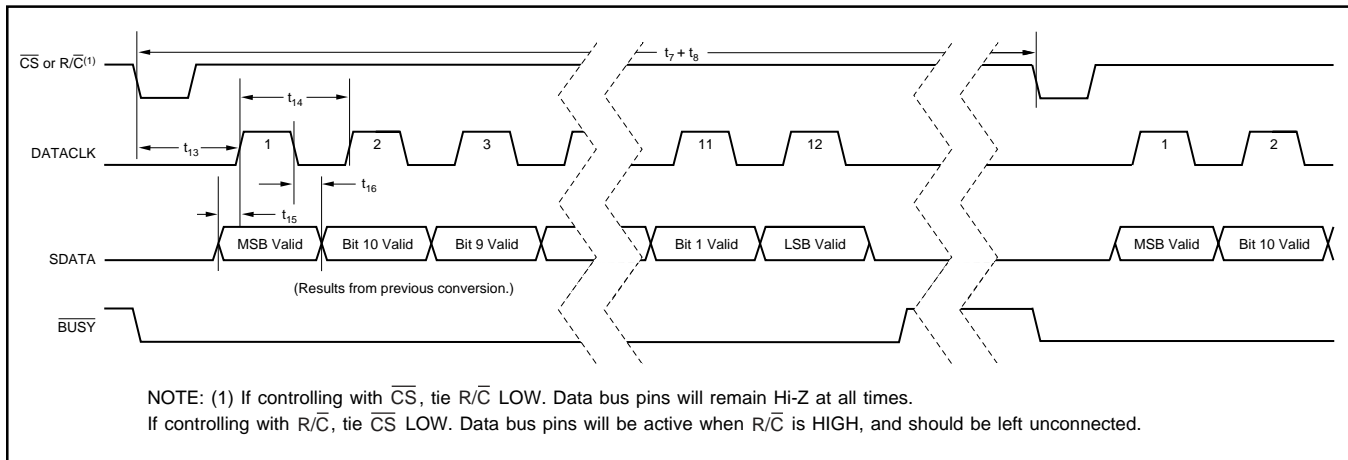 t7 + t8
CS or R/C(1)
t14
DATACLK
t13
1
2
3
11
12
1
2
t16
t15
SDATA
MSB Valid
Bit 10 Valid
Bit 9 Valid
Bit 1 Valid
LSB Valid
MSB Valid
Bit 10 Valid
(Results from previous conversion.)
BUSY
NOTE: (1) If controlling with CS, tie R/C LOW. Data bus pins will remain Hi-Z at all times.
If controlling with R/C, tie CS LOW. Data bus pins will be active when R/C is HIGH, and should be left unconnected.